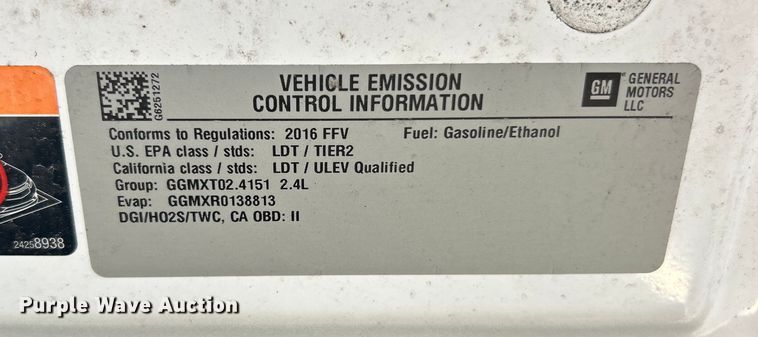 VEHICLE EMISSION
CONTROL INFORMATION
G6251272
GM
GENERAL
MOTORS
LLC
Conforms to Regulations: 2016 FFV Fuel: Gasoline/Ethanol
U.S. EPA class / stds: LDT / TIER2
California class / stds: LDT / ULEV Qualified
Group: GGMXT02.4151 2.4L
Evap: GGMXR0138813
DGI/HO2S/TWC, CA OBD: II
24258938
Purple Wave Auction